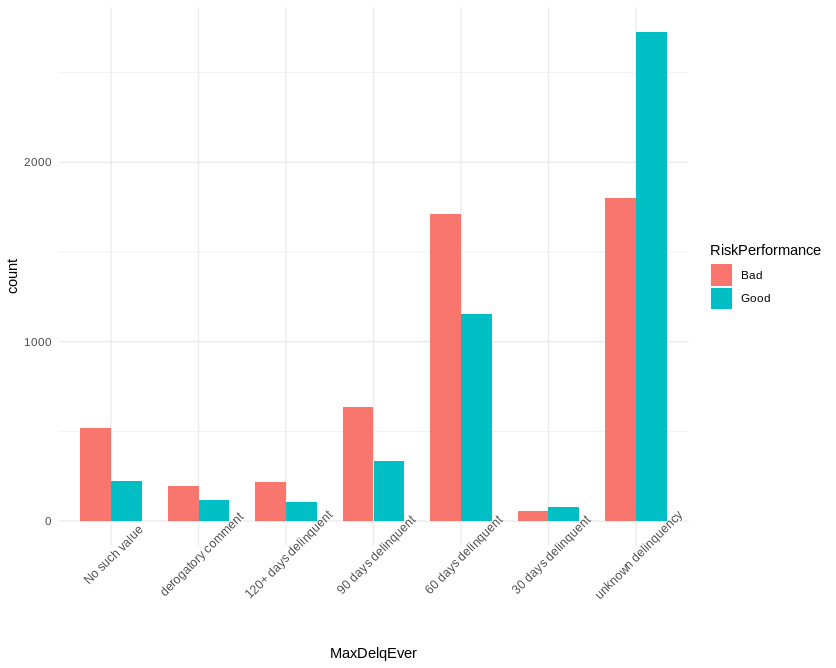 2000
1000
0
count
No such value
derogatory comment
120+ days delinquent
90 days delinquent
60 days delinquent
30 days delinquent
unknown delinquency
MaxDelqEver
RiskPerformance
Bad
Good